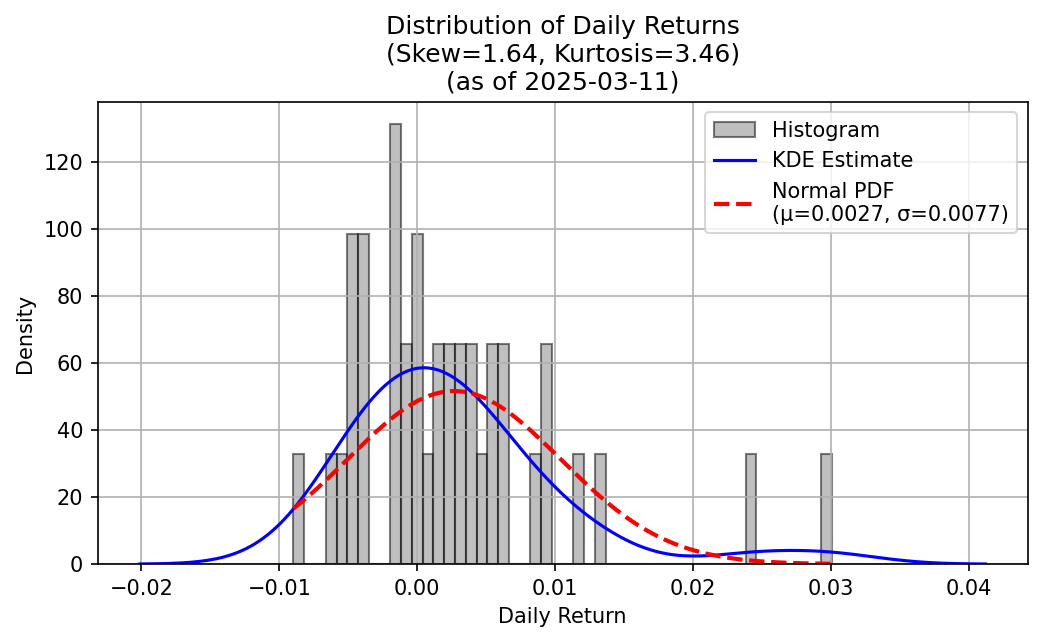 Distribution of Daily Returns
(Skew=1.64, Kurtosis=3.46)
(as of 2025-03-11)
Histogram
KDE Estimate
Normal PDF
(μ=0.0027, σ=0.0077)
Density
120
100
80
60
40
20
0
−0.02
−0.01
0.00
0.01
0.02
0.03
0.04
Daily Return